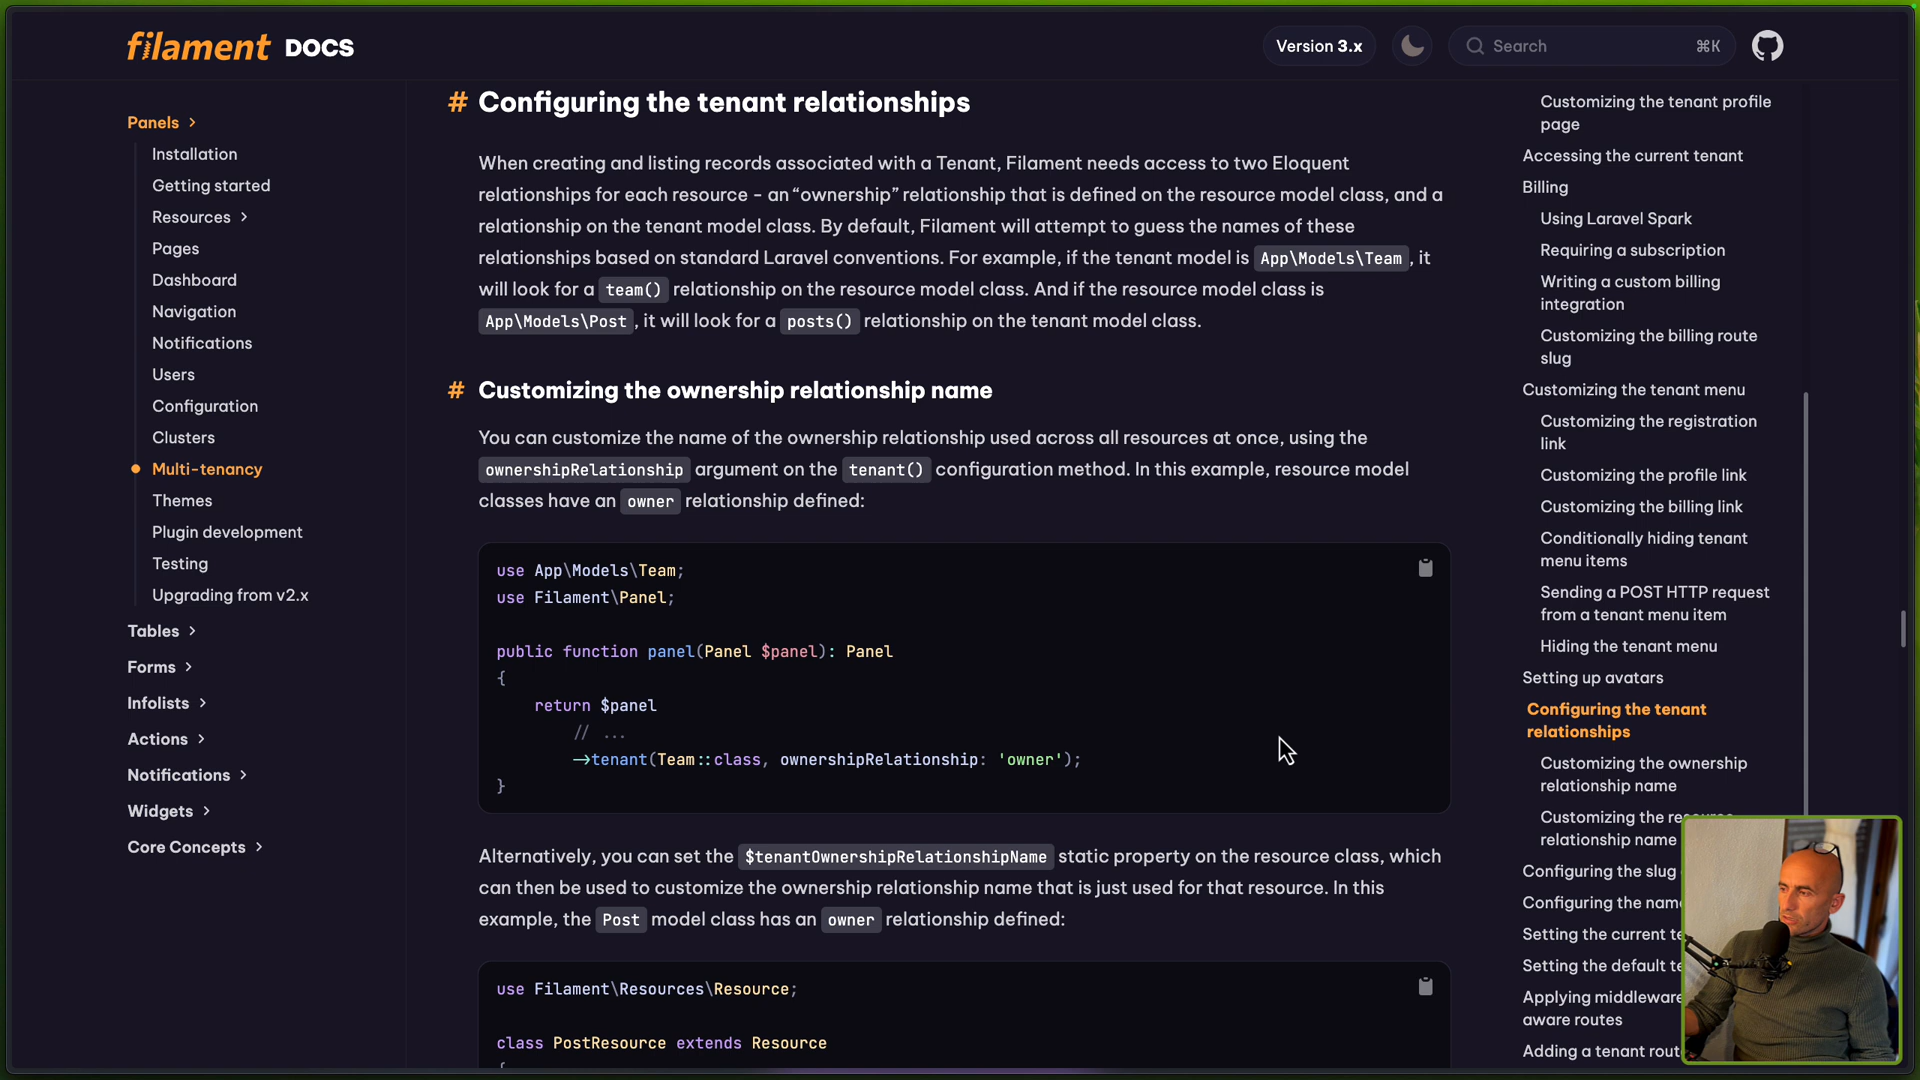 filament DOCS
Version 3.x
Search
⌘K
Panels
Installation
Getting started
Resources
Pages
Dashboard
Navigation
Notifications
Users
Configuration
Clusters
Multi-tenancy
Themes
Plugin development
Testing
Upgrading from v2.x
Tables
Forms
Infolists
Actions
Notifications
Widgets
Core Concepts
# Configuring the tenant relationships
When creating and listing records associated with a Tenant, Filament needs access to two Eloquent
relationships for each resource - an “ownership” relationship that is defined on the resource model class, and a
relationship on the tenant model class. By default, Filament will attempt to guess the names of these
relationships based on standard Laravel conventions. For example, if the tenant model is App\Models\Team, it
will look for a team() relationship on the resource model class. And if the resource model class is
App\Models\Post, it will look for a posts() relationship on the tenant model class.
# Customizing the ownership relationship name
You can customize the name of the ownership relationship used across all resources at once, using the
ownershipRelationship argument on the tenant() configuration method. In this example, resource model
classes have an owner relationship defined:
use App\Models\Team;
use Filament\Panel;
public function panel(Panel $panel): Panel
{
return $panel
// ...
->tenant(Team::class, ownershipRelationship: 'owner');
}
Alternatively, you can set the $tenantOwnershipRelationshipName static property on the resource class, which
can then be used to customize the ownership relationship name that is just used for that resource. In this
example, the Post model class has an owner relationship defined:
use Filament\Resources\Resource;
class PostResource extends Resource
{
Customizing the tenant profile
page
Accessing the current tenant
Billing
Using Laravel Spark
Requiring a subscription
Writing a custom billing
integration
Customizing the billing route
slug
Customizing the tenant menu
Customizing the registration
link
Customizing the profile link
Customizing the billing link
Conditionally hiding tenant
menu items
Sending a POST HTTP request
from a tenant menu item
Hiding the tenant menu
Setting up avatars
Configuring the tenant
relationships
Customizing the ownership
relationship name
Customizing the
relationship name
Configuring the slug
Configuring the
Setting the current
Setting the default
Applying middleware
aware routes
Adding a tenant